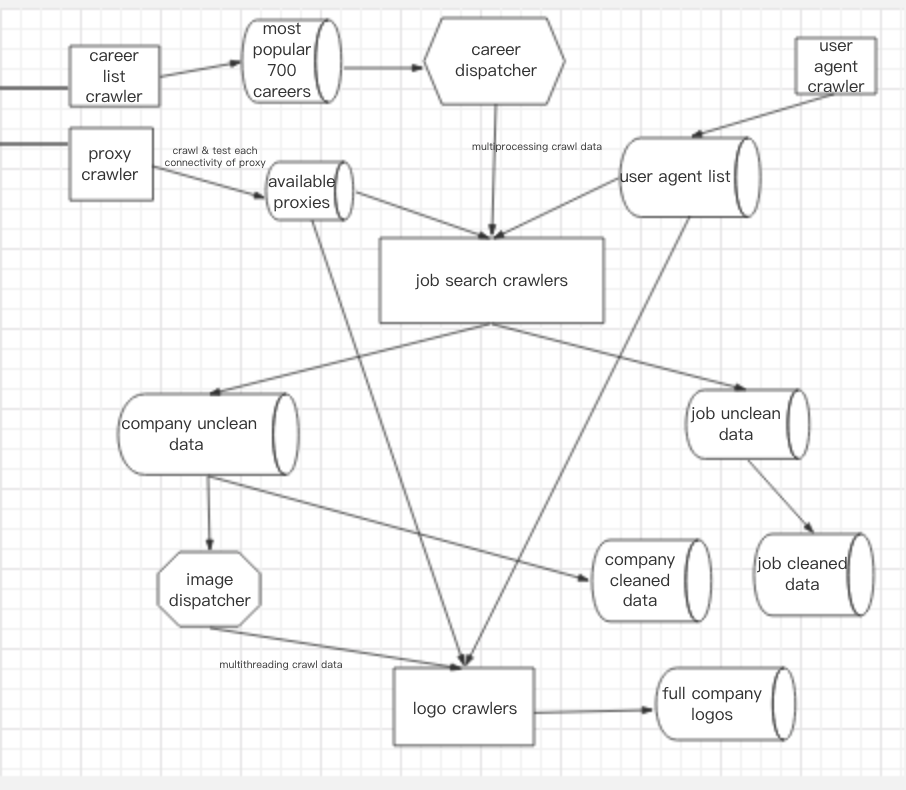 career
list
crawler
most
popular
700
careers
career
dispatcher
user
agent
crawler
proxy
crawler
crawl & test each
connectivity of proxy
available
proxies
multiprocessing crawl data
user agent list
job search crawlers
company unclean
data
job unclean
data
image
dispatcher
company
cleaned
data
job cleaned
data
multithreading crawl data
logo crawlers
full company
logos